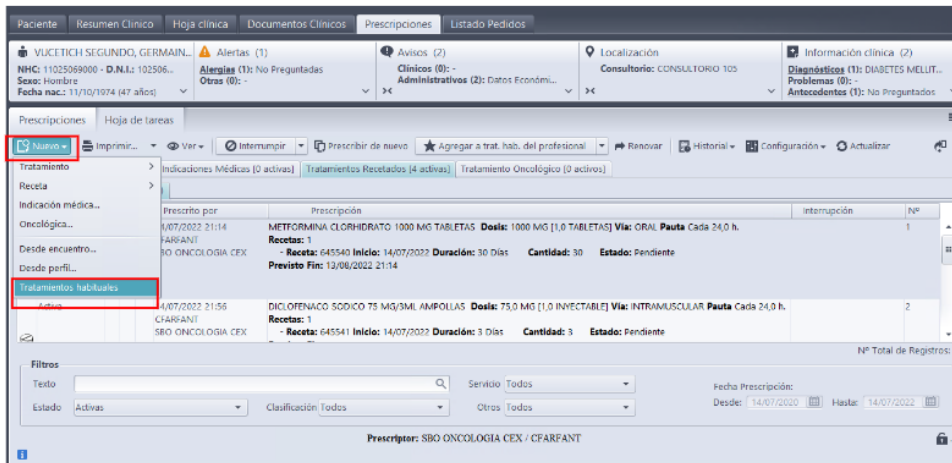 Paciente Resumen Clinico Hoja clínica Documentos Clínicos Prescripciones Listado Pedidos
VUCETICH SEGUNDO, GERMAIN... Alertas (1) Avisos (2) Localización Información clínica (2)
NHC: 11025069000 - D.N.I.: 102506... Alergias (1): No Preguntadas Clínicos (0): - Consultorio: CONSULTORIO 105 Diagnósticos (1): DIABETES MELLIT...
Sexo: Hombre Otras (0): - Administrativos (2): Datos Económi... Problemas (0): -
Fecha nac.: 11/10/1974 (47 años) Antecedentes (1): No Preguntados
Prescripciones Hoja de tareas
Nuevo Imprimir... Ver Interrumpir Prescribir de nuevo Agregar a trat. hab. del profesional Renovar Historial Configuración Actualizar
Tratamiento Indicaciones Médicas [0 activas] Tratamientos Recetados [4 activas] Tratamiento Oncológico [0 activos]
Receta
Indicación médica... Prescrito por Prescripción Interrupción Nº
Oncológica... /07/2022 21:14 METFORMINA CLORHIDRATO 1000 MG TABLETAS Dosis: 1000 MG [1,0 TABLETAS] Vía: ORAL Pauta Cada 24,0 h. 1
FARFANT Recetas: 1
Desde encuentro... BO ONCOLOGIA CEX - Receta: 645540 Inicio: 14/07/2022 Duración: 30 Días Cantidad: 30 Estado: Pendiente
Desde perfil... Previsto Fin: 13/08/2022 21:14
Tratamientos habituales
Activa 14/07/2022 21:56 DICLOFENACO SODICO 75 MG/3ML AMPOLLAS Dosis: 75,0 MG [1,0 INYECTABLE] Vía: INTRAMUSCULAR Pauta Cada 24,0 h. 2
CFARFANT Recetas: 1
SBO ONCOLOGIA CEX - Receta: 645541 Inicio: 14/07/2022 Duración: 3 Días Cantidad: 3 Estado: Pendiente
Nº Total de Registros:
Filtros
Texto Servicio Todos Fecha Prescripción:
Estado Activas Clasificación Todos Otros Todos Desde: 14/07/2020 Hasta: 14/07/2022
Prescriptor: SBO ONCOLOGIA CEX / CFARFANT